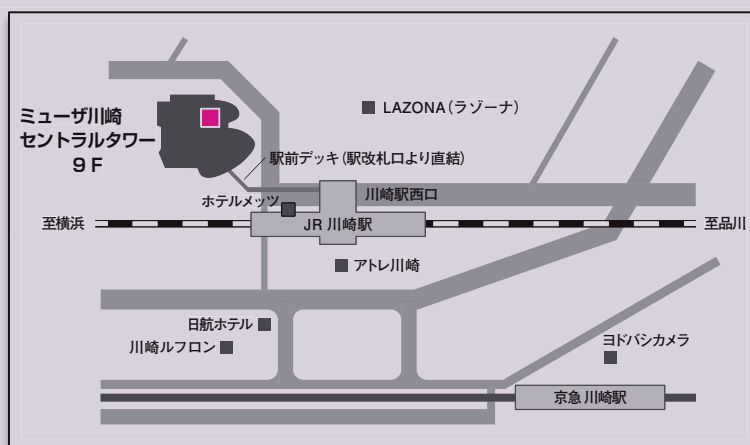 LAZONA(ラゾーナ)
ミューザ川崎
セントラルタワー
9F
駅前デッキ(駅改札口より直結)
川崎駅西口
ホテルメッツ
至横浜
JR 川崎駅
至品川
アトレ川崎
日航ホテル
川崎ルフロン
ヨドバシカメラ
京急川崎駅